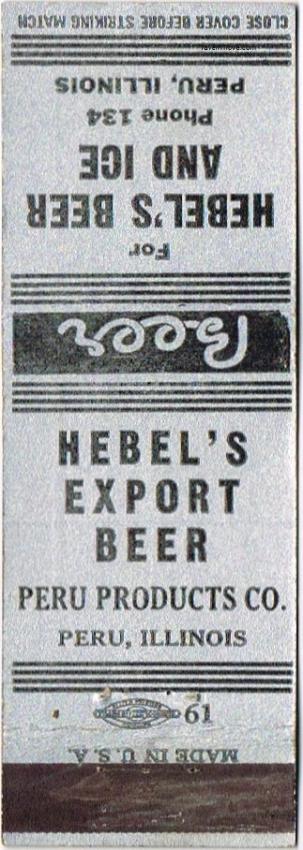 CLOSE COVER BEFORE STRIKING MATCH
PERU, ILLINOIS
Phone 134
AND ICE
HEBEL'S BEER
For
Beer
HEBEL'S
EXPORT
BEER
PERU PRODUCTS CO.
PERU, ILLINOIS
61
MADE IN U.S.A.